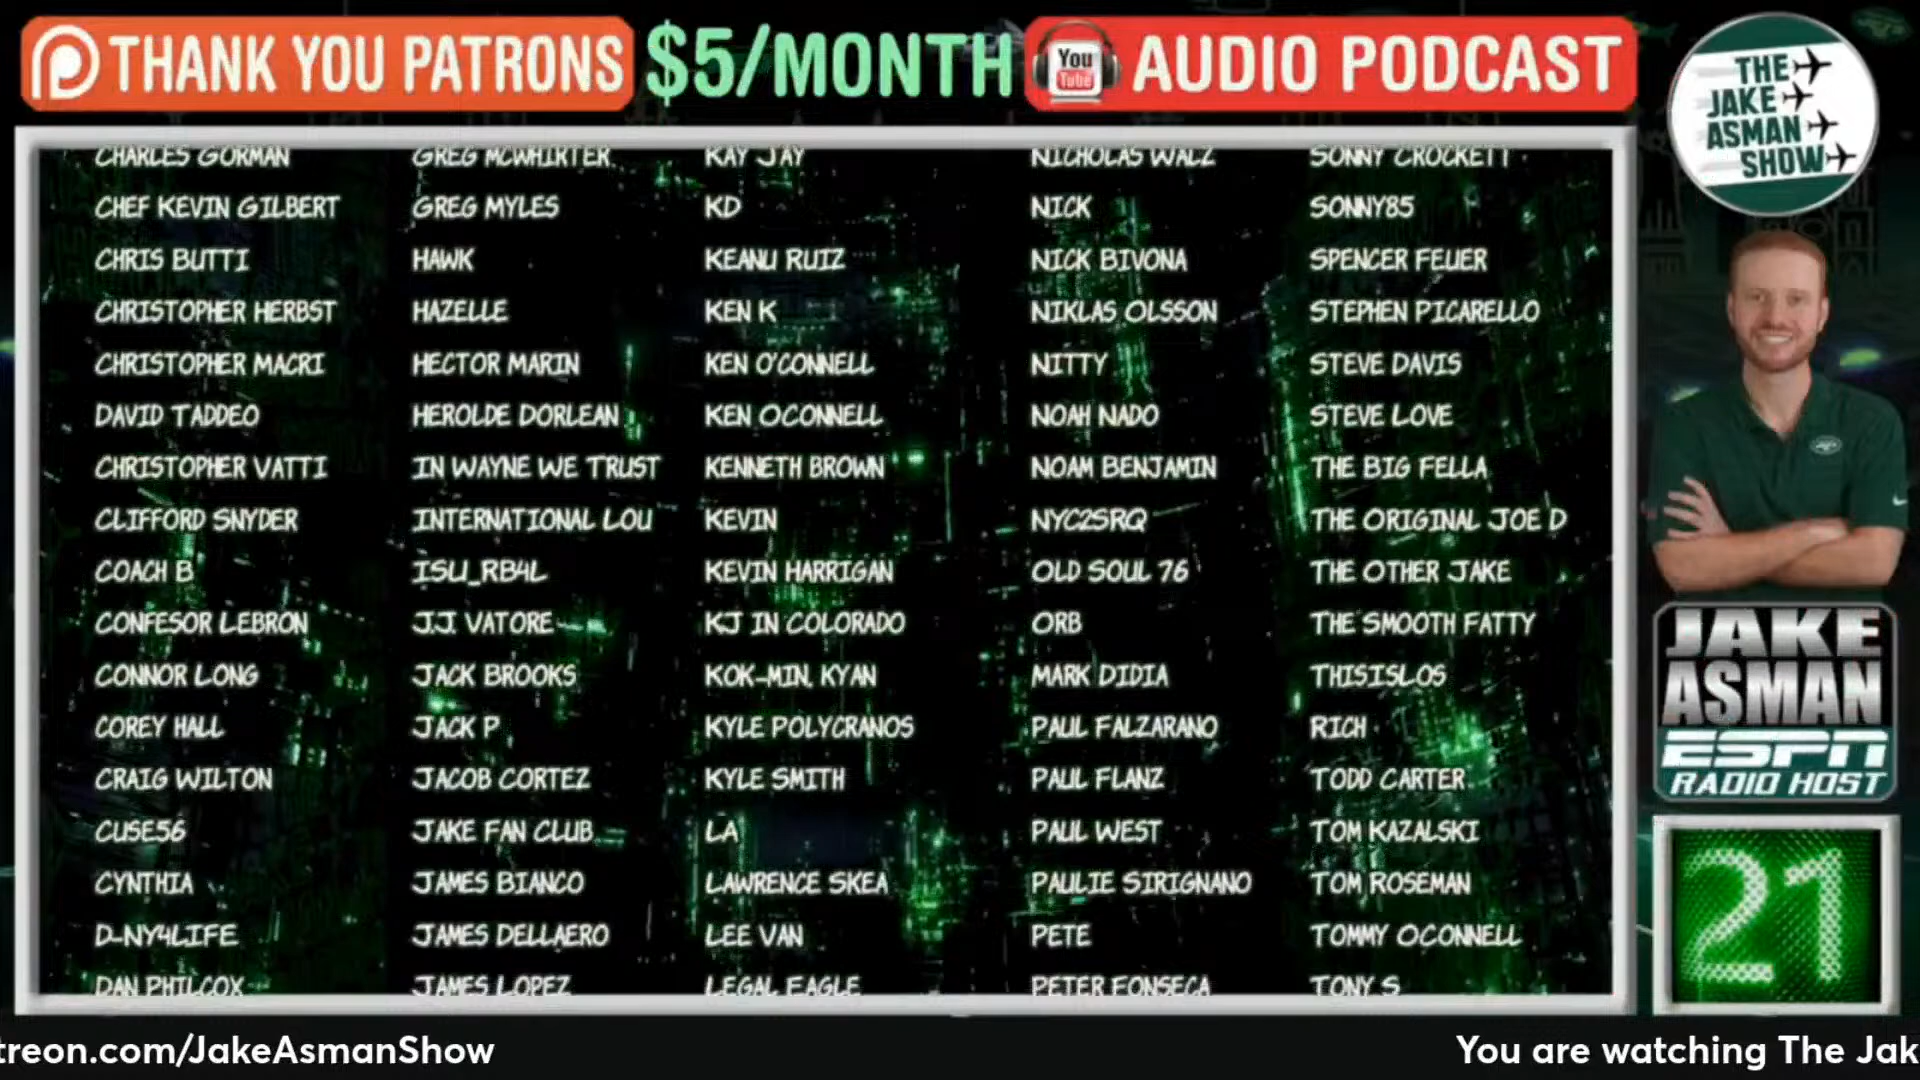 THANK YOU PATRONS $5/MONTH You Tube AUDIO PODCAST
THE
JAKE
ASMAN
SHOW
CHARLES GORMAN
CHEF KEVIN GILBERT
CHRIS BUTTI
CHRISTOPHER HERBST
CHRISTOPHER MACRI
DAVID TADDEO
CHRISTOPHER VATTI
CLIFFORD SNYDER
COACH B
CONFESOR LEBRON
CONNOR LONG
COREY HALL
CRAIG WILTON
CUSE56
CYNTHIA
D-NY4LIFE
DAN PHILCOX
GREG MCWHIRTER
GREG MYLES
HAWK
HAZELLE
HECTOR MARIN
HEROLDE DORLEAN
IN WAYNE WE TRUST
INTERNATIONAL LOU
ISU_RB4L
J.J. VATORE
JACK BROOKS
JACK P
JACOB CORTEZ
JAKE FAN CLUB
JAMES BIANCO
JAMES DELLAERO
JAMES LOPEZ
KAY JAY
KD
KEANU RUIZ
KEN K
KEN O'CONNELL
KEN OCONNELL
KENNETH BROWN
KEVIN
KEVIN HARRIGAN
KJ IN COLORADO
KOK-MIN, KYAN
KYLE POLYCRANOS
KYLE SMITH
LA
LAWRENCE SKEA
LEE VAN
LEGAL EAGLE
NICHOLAS WALZ
NICK
NICK BIVONA
NIKLAS OLSSON
NITTY
NOAH NADO
NOAM BENJAMIN
NYC2SRQ
OLD SOUL 76
ORB
MARK DIDIA
PAUL FALZARANO
PAUL FLANZ
PAUL WEST
PAULIE SIRIGNANO
PETE
PETER FONSECA
SONNY CROCKETT
SONNY85
SPENCER FEUER
STEPHEN PICARELLO
STEVE DAVIS
STEVE LOVE
THE BIG FELLA
THE ORIGINAL JOE D
THE OTHER JAKE
THE SMOOTH FATTY
THISISLOS
RICH
TODD CARTER
TOM KAZALSKI
TOM ROSEMAN
TOMMY OCONNELL
TONY S
JAKE
ASMAN
ESPN
RADIO HOST
21
treon.com/JakeAsmanShow
You are watching The Jak